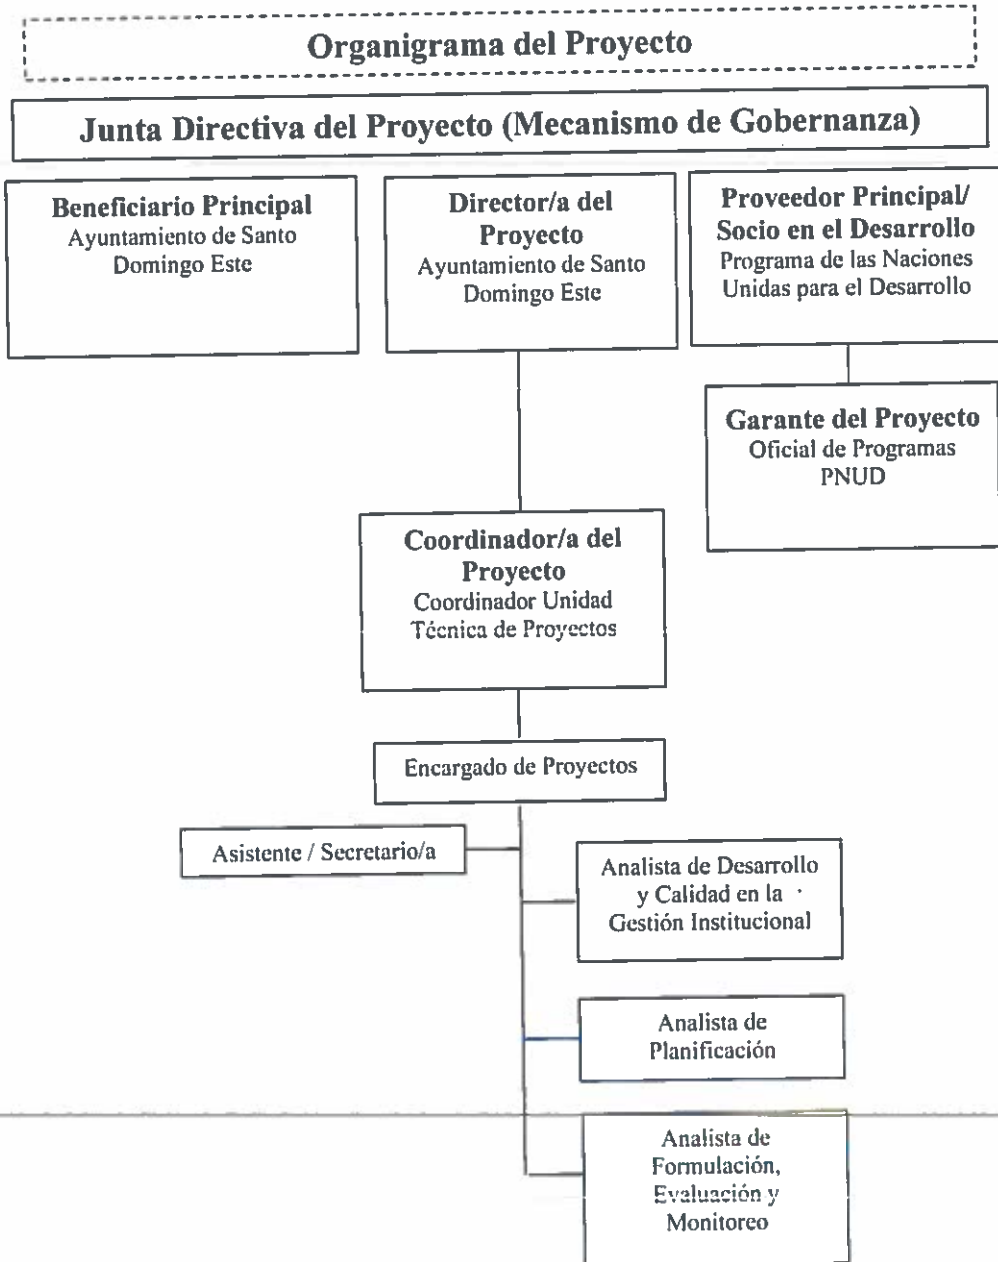 Organigrama del Proyecto
Junta Directiva del Proyecto (Mecanismo de Gobernanza)
Beneficiario Principal
Ayuntamiento de Santo
Domingo Este
Director/a del
Proyecto
Ayuntamiento de Santo
Domingo Este
Proveedor Principal/
Socio en el Desarrollo
Programa de las Naciones
Unidas para el Desarrollo
Garante del Proyecto
Oficial de Programas
PNUD
Coordinador/a del
Proyecto
Coordinador Unidad
Técnica de Proyectos
Encargado de Proyectos
Asistente / Secretario/a
Analista de Desarrollo
y Calidad en la
Gestión Institucional
Analista de
Planificación
Analista de
Formulación,
Evaluación y
Monitoreo